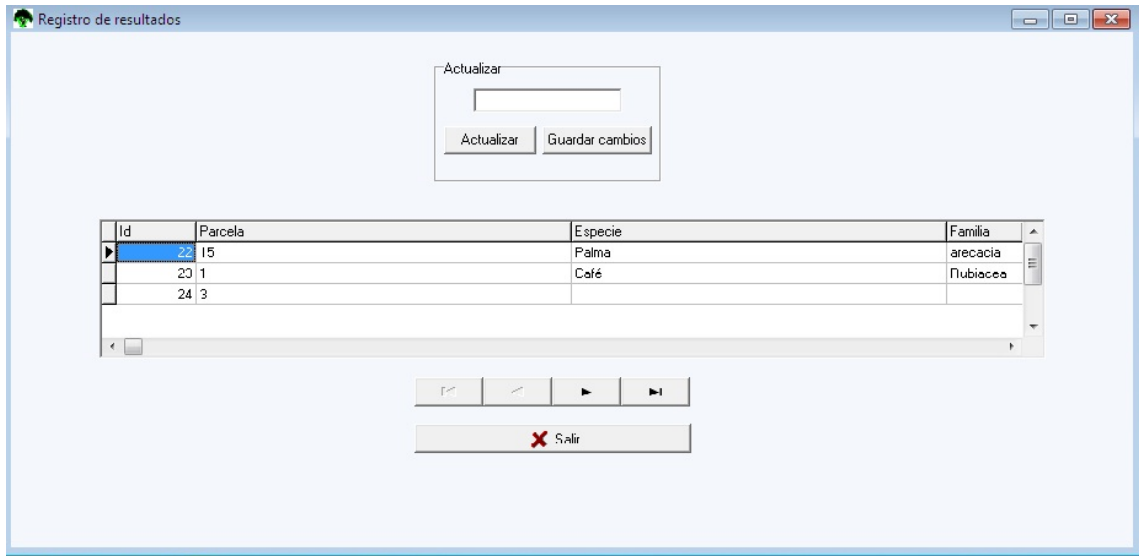 Registro de resultados
Actualizar
Actualizar Guardar cambios
Id Parcela Especie Familia
22 15 Palma arecacia
23 1 Café Rubiacea
24 3
Salir